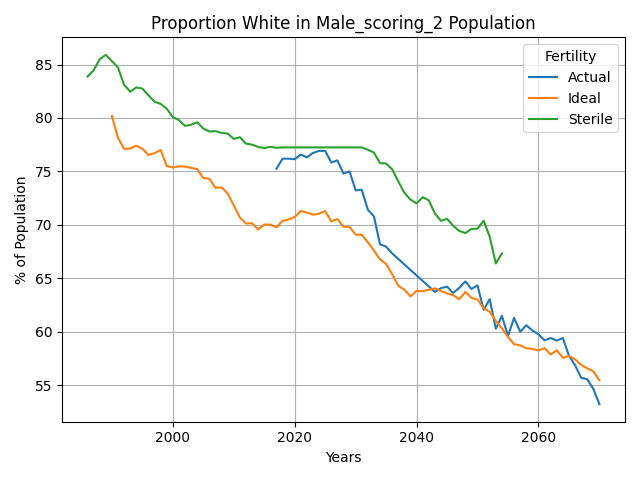 Proportion White in Male_scoring_2 Population
Fertility
Actual
Ideal
Sterile
% of Population
85
80
75
70
65
60
55
2000
2020
2040
2060
Years